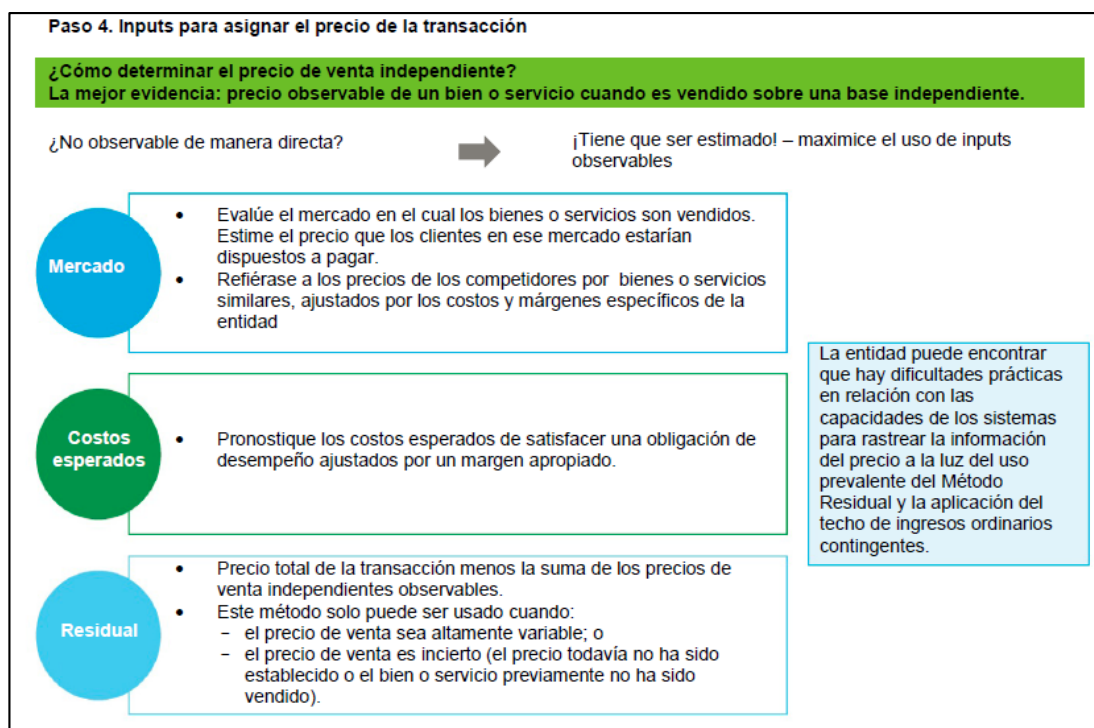 Paso 4. Inputs para asignar el precio de la transacción
¿Cómo determinar el precio de venta independiente?
La mejor evidencia: precio observable de un bien o servicio cuando es vendido sobre una base independiente.
¿No observable de manera directa?
¡Tiene que ser estimado! – maximice el uso de inputs
observables
Mercado
• Evalúe el mercado en el cual los bienes o servicios son vendidos.
Estime el precio que los clientes en ese mercado estarían
dispuestos a pagar.
• Refiérase a los precios de los competidores por bienes o servicios
similares, ajustados por los costos y márgenes específicos de la
entidad
Costos
esperados
• Pronostique los costos esperados de satisfacer una obligación de
desempeño ajustados por un margen apropiado.
Residual
• Precio total de la transacción menos la suma de los precios de
venta independientes observables.
• Este método solo puede ser usado cuando:
– el precio de venta sea altamente variable; o
– el precio de venta es incierto (el precio todavía no ha sido
establecido o el bien o servicio previamente no ha sido
vendido).
La entidad puede encontrar
que hay dificultades prácticas
en relación con las
capacidades de los sistemas
para rastrear la información
del precio a la luz del uso
prevalente del Método
Residual y la aplicación del
techo de ingresos ordinarios
contingentes.